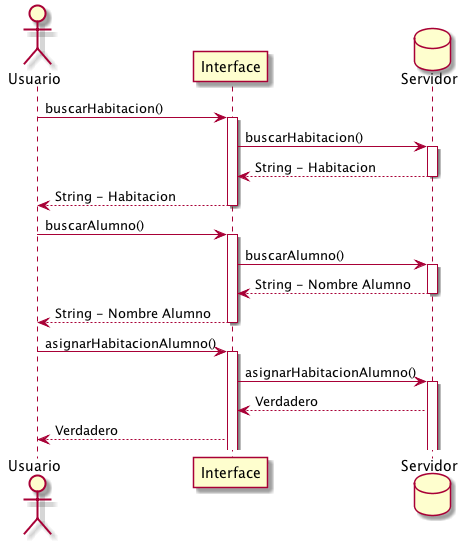 Usuario
Interface
Servidor
buscarHabitacion()
buscarHabitacion()
String - Habitacion
String - Habitacion
buscarAlumno()
buscarAlumno()
String - Nombre Alumno
String - Nombre Alumno
asignarHabitacionAlumno()
asignarHabitacionAlumno()
Verdadero
Verdadero
Usuario
Interface
Servidor